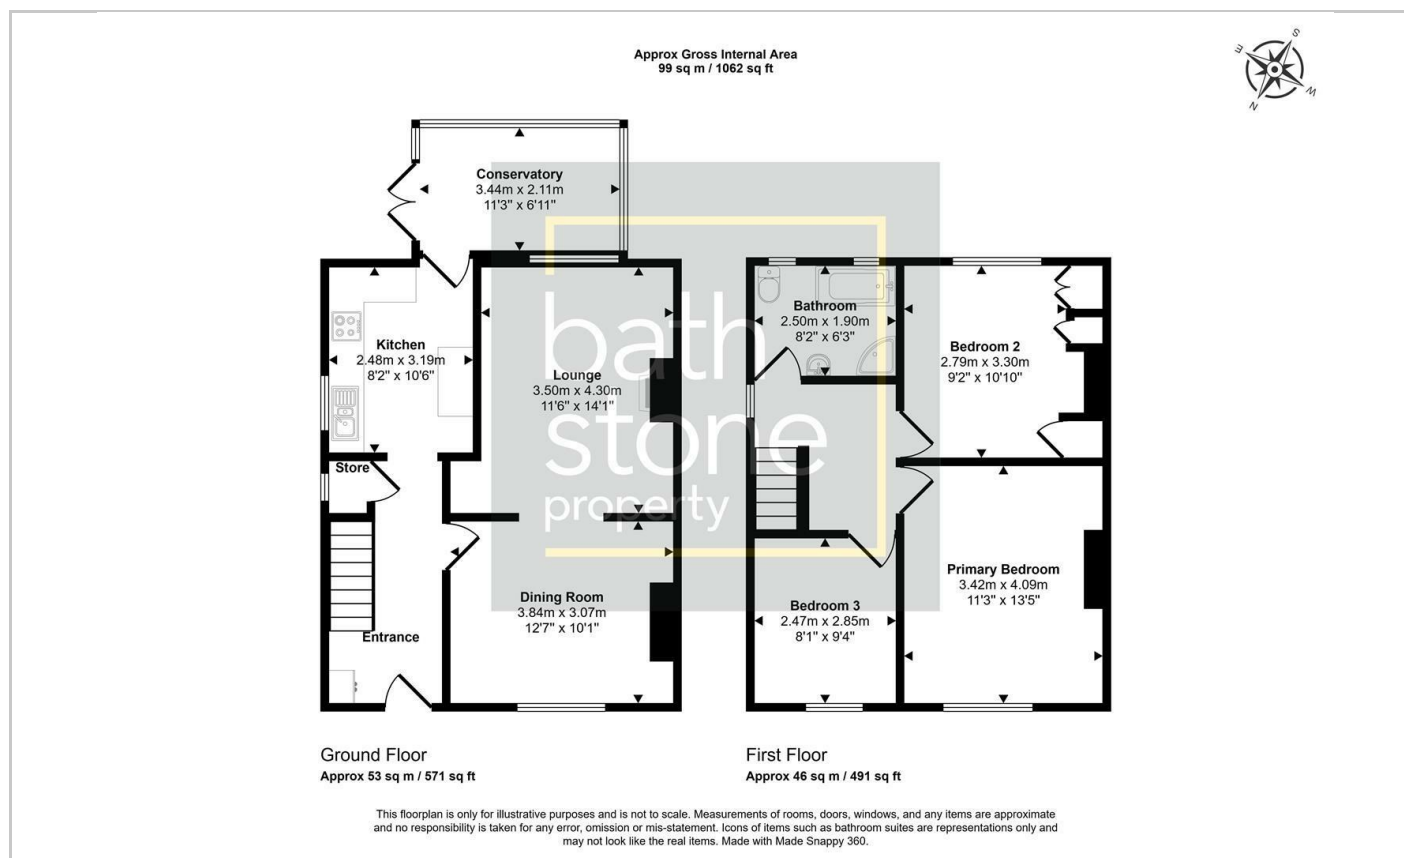 Approx Gross Internal Area
99 sq m / 1062 sq ft
S
E
W
N
Conservatory
3.44m x 2.11m
11'3" x 6'11"
Kitchen
2.48m x 3.19m
8'2" x 10'6"
Lounge
3.50m x 4.30m
11'6" x 14'1"
Store
Dining Room
3.84m x 3.07m
12'7" x 10'1"
Entrance
Bathroom
2.50m x 1.90m
8'2" x 6'3"
Bedroom 2
2.79m x 3.30m
9'2" x 10'10"
Primary Bedroom
3.42m x 4.09m
11'3" x 13'5"
Bedroom 3
2.47m x 2.85m
8'1" x 9'4"
bath
stone
property
Ground Floor
Approx 53 sq m / 571 sq ft
First Floor
Approx 46 sq m / 491 sq ft
This floorplan is only for illustrative purposes and is not to scale. Measurements of rooms, doors, windows, and any items are approximate
and no responsibility is taken for any error, omission or mis-statement. Icons of items such as bathroom suites are representations only and
may not look like the real items. Made with Made Snappy 360.